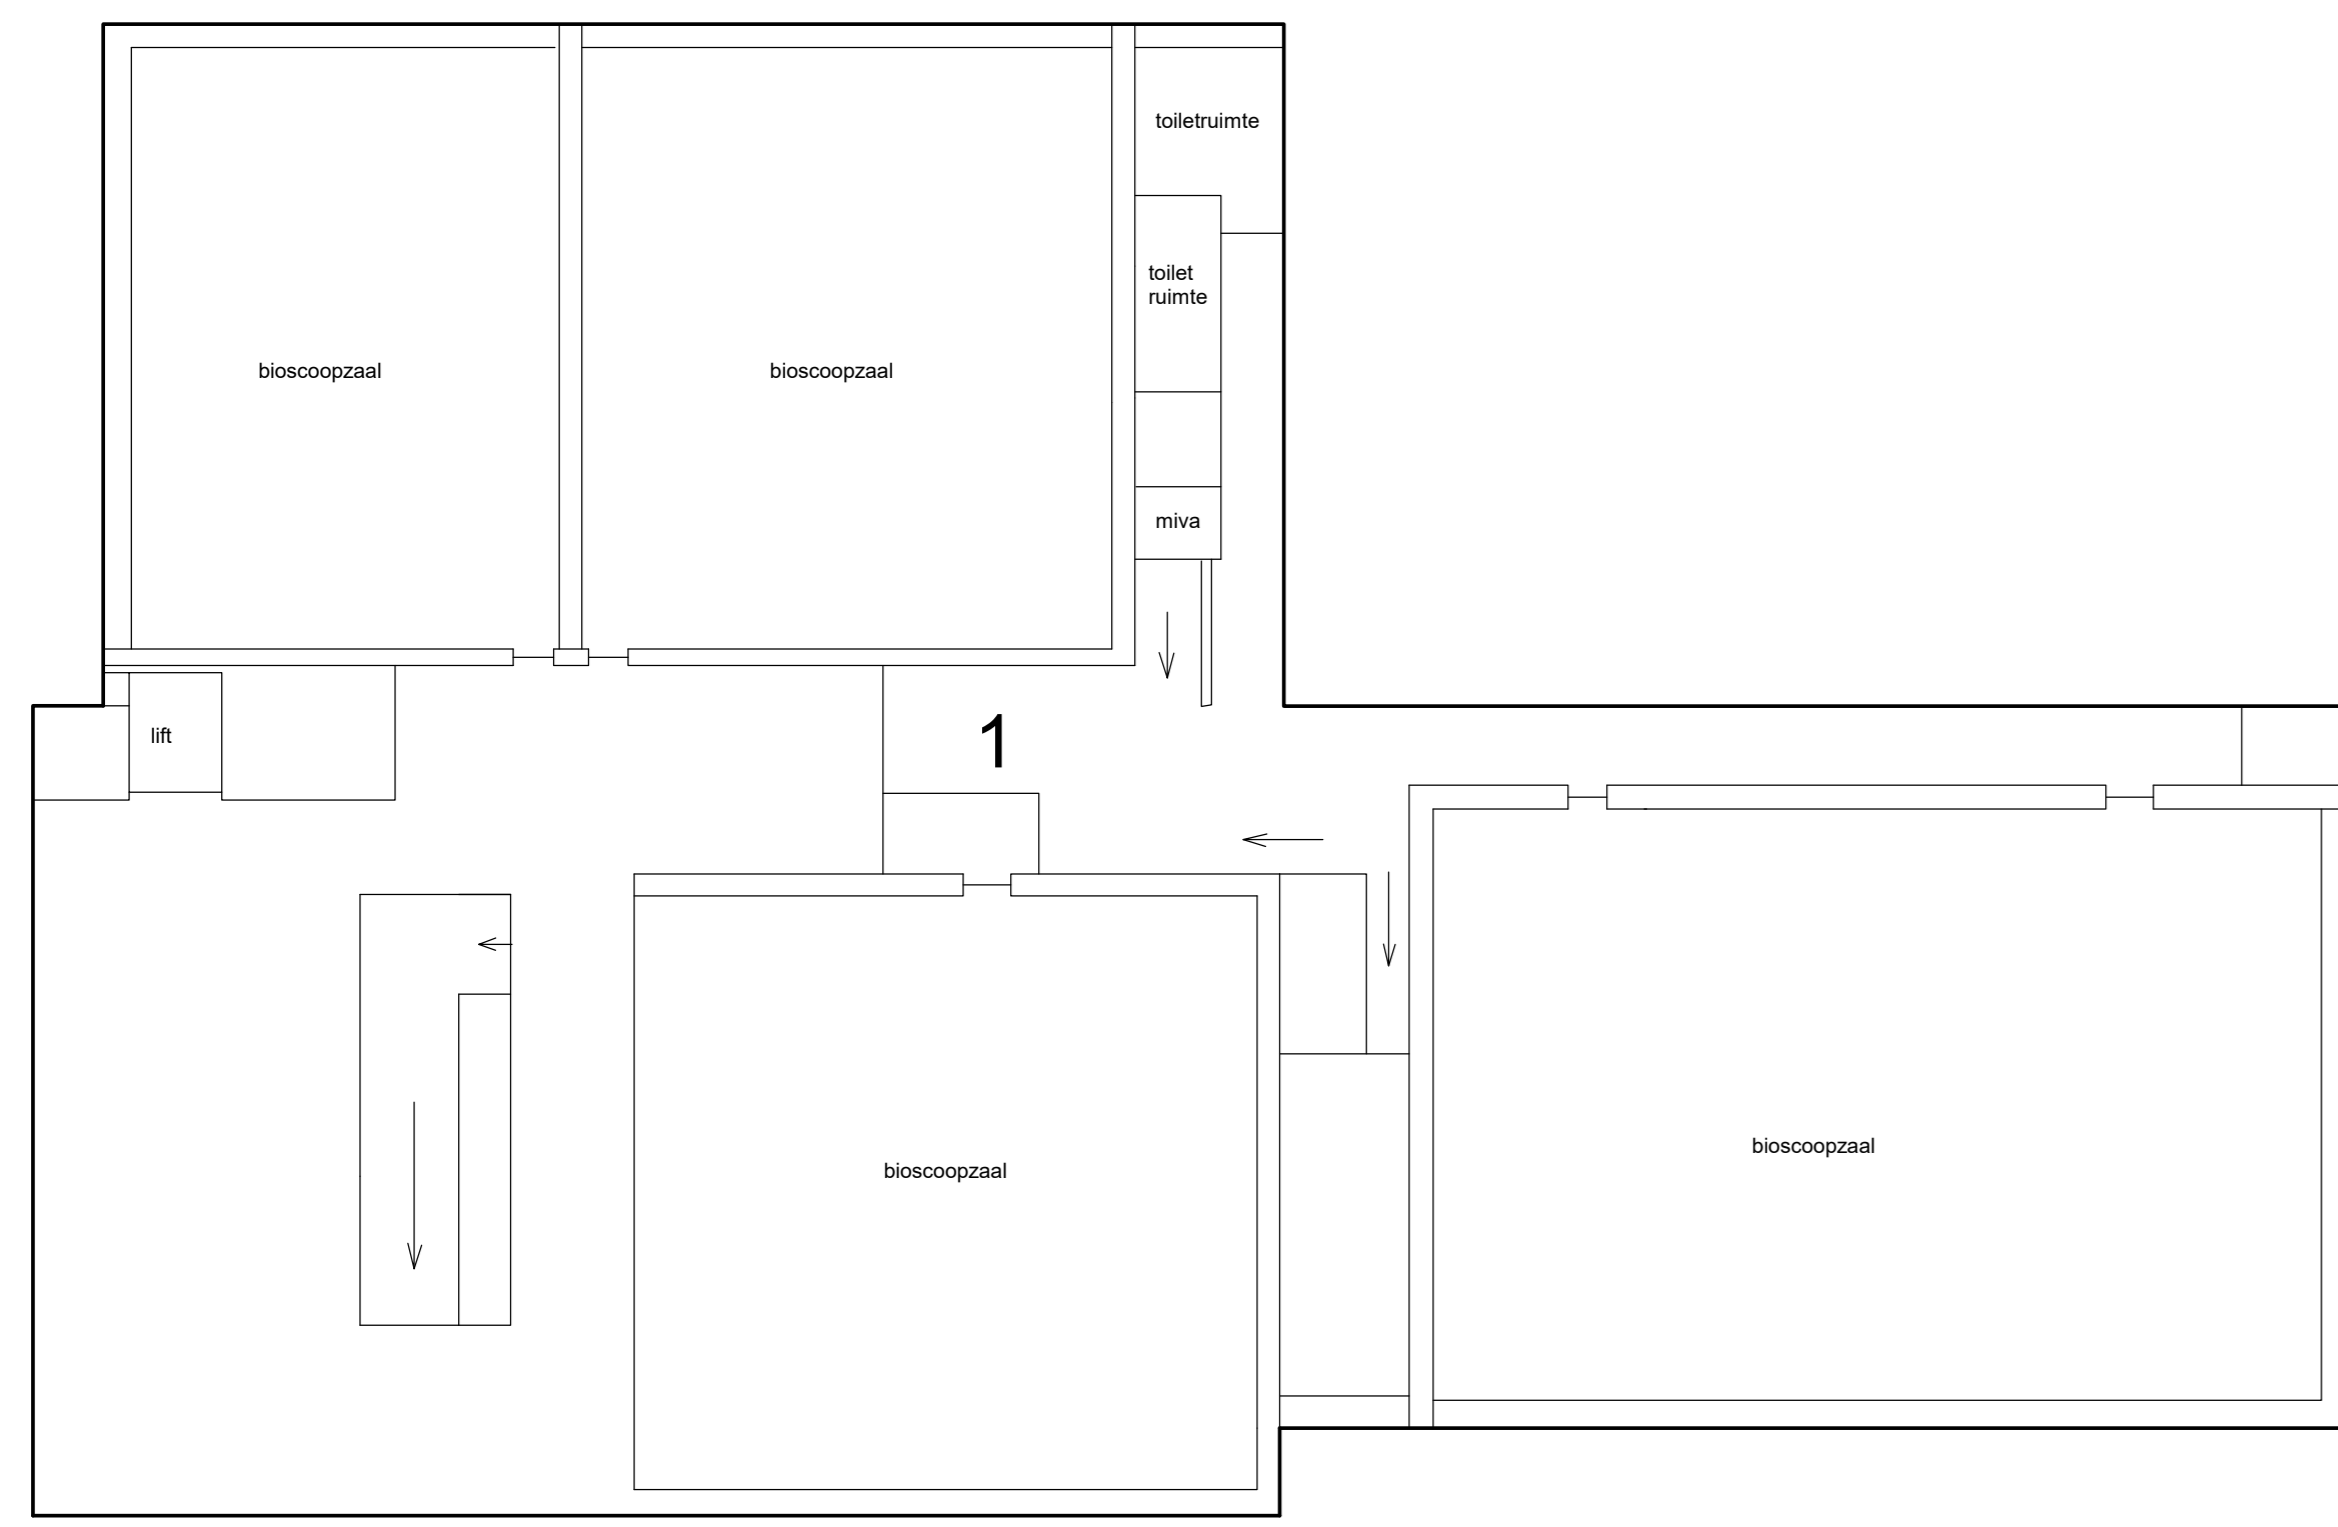 toiletruimte
toilet
ruimte
bioscoopzaal
bioscoopzaal
miva
lift
1
bioscoopzaal
bioscoopzaal